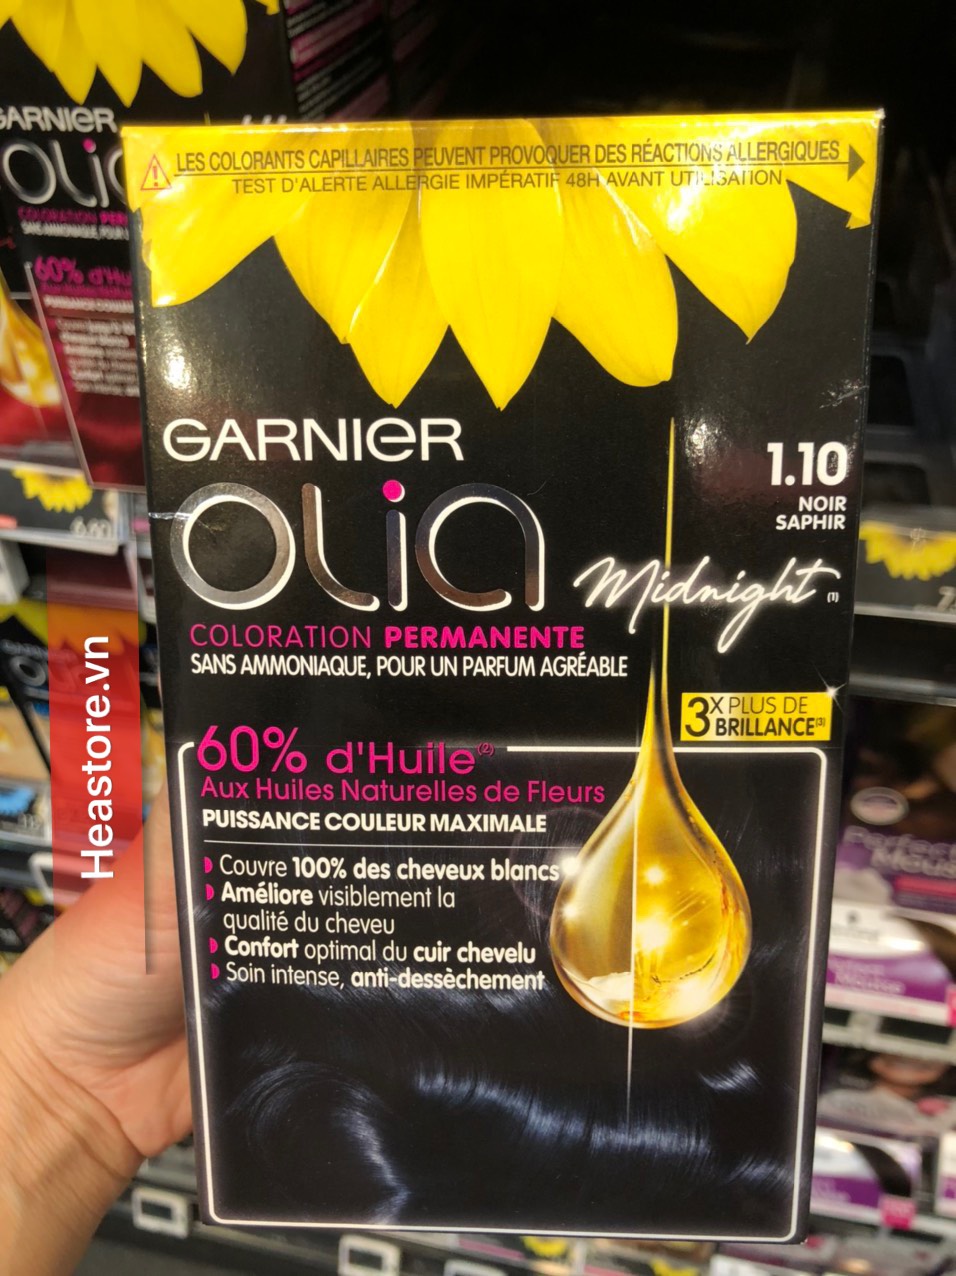 LES COLORANTS CAPILLAIRES PEUVENT PROVOQUER DES RÉACTIONS ALLERGIQUES
TEST D'ALERTE ALLERGIE IMPÉRATIF 48H AVANT UTILISATION
GARNIER
OLIA
1.10
NOIR
SAPHIR
Midnight (1)
COLORATION PERMANENTE
SANS AMMONIAQUE, POUR UN PARFUM AGRÉABLE
3X PLUS DE
BRILLANCE(3)
60% d'Huile(2)
Aux Huiles Naturelles de Fleurs
PUISSANCE COULEUR MAXIMALE
Couvre 100% des cheveux blancs
Améliore visiblement la
qualité du cheveu
Confort optimal du cuir chevelu
Soin intense, anti-dessèchement
Heastore.vn
GARNIER
60% d'Hu